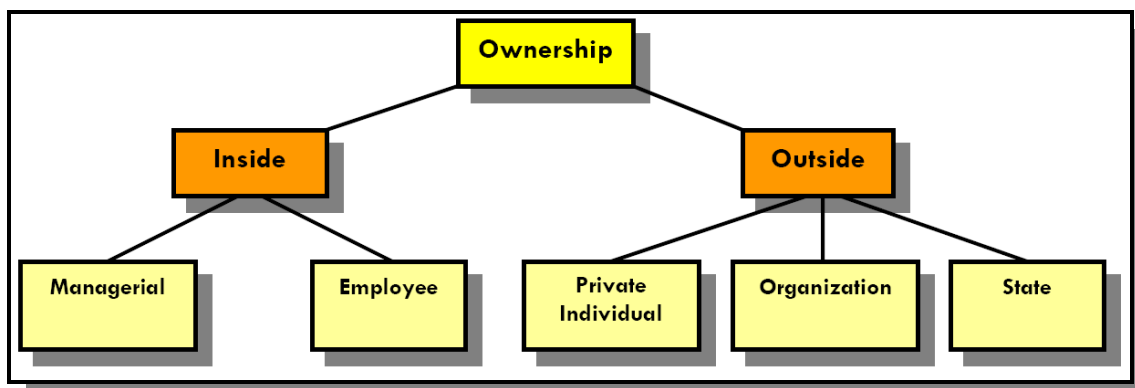 Ownership
Inside
Outside
Managerial
Employee
Private
Individual
Organization
State